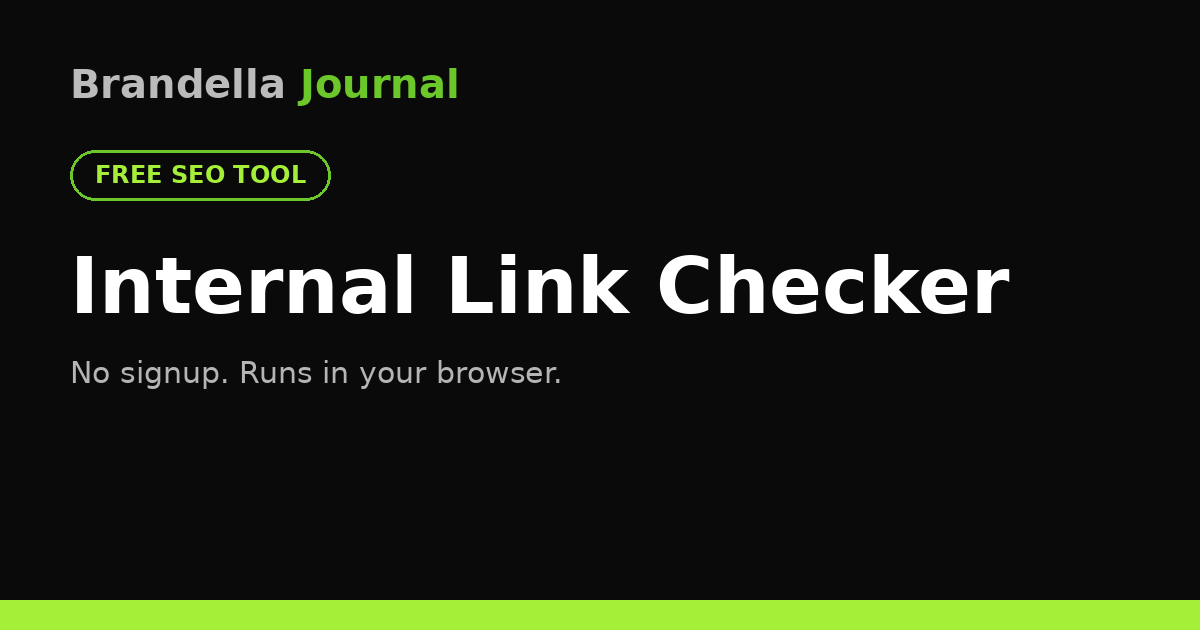 Brandella Journal
FREE SEO TOOL
Internal Link Checker
No signup. Runs in your browser.